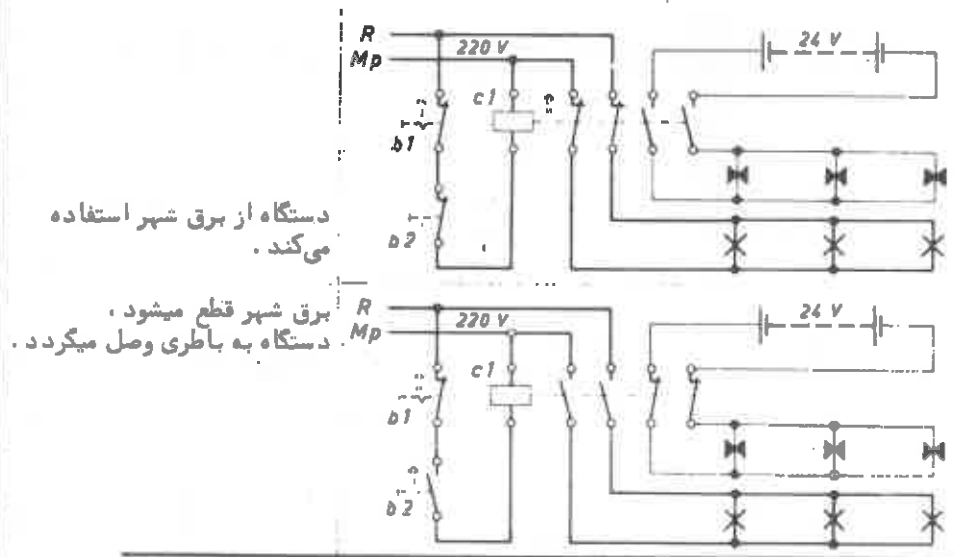 R
Mp
220 V
24 V
c1
b1
b2
دستگاه از برق شهر استفاده
می‌کند .
برق شهر قطع میشود ،
دستگاه به باطری وصل میگردد .
R
Mp
220 V
24 V
c1
b1
b2